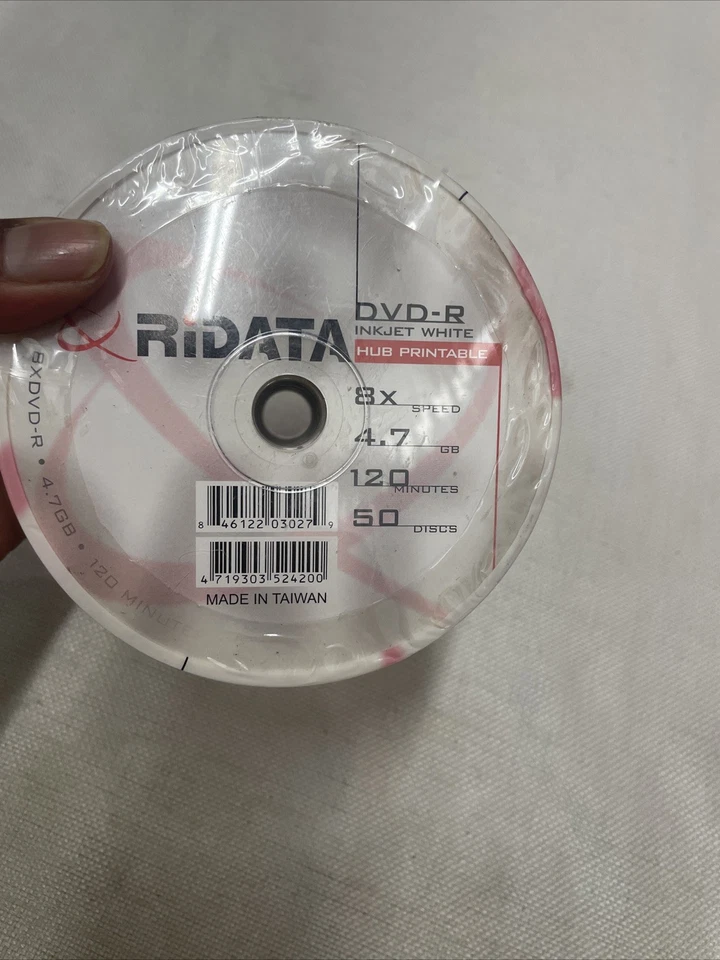 RiDATA
DVD-R
INKJET WHITE
HUB PRINTABLE
8x SPEED
4.7 GB
120 MINUTES
50 DISCS
8XDVD-R • 4.7GB • 120 MINUTE
8 46122 03027 9
4 719303 524200
MADE IN TAIWAN